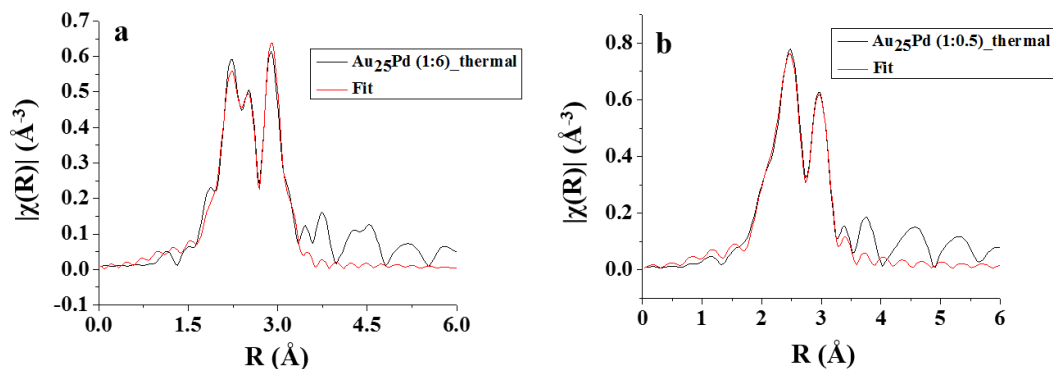 a
Au25Pd (1:6)_thermal
Fit
0.7
0.6
0.5
0.4
0.3
0.2
0.1
0.0
-0.1
|χ(R)| (Å-3)
0.0 1.5 3.0 4.5 6.0
R (Å)
b
Au25Pd (1:0.5)_thermal
Fit
0.8
0.6
0.4
0.2
0.0
|χ(R)| (Å-3)
0 1 2 3 4 5 6
R (Å)